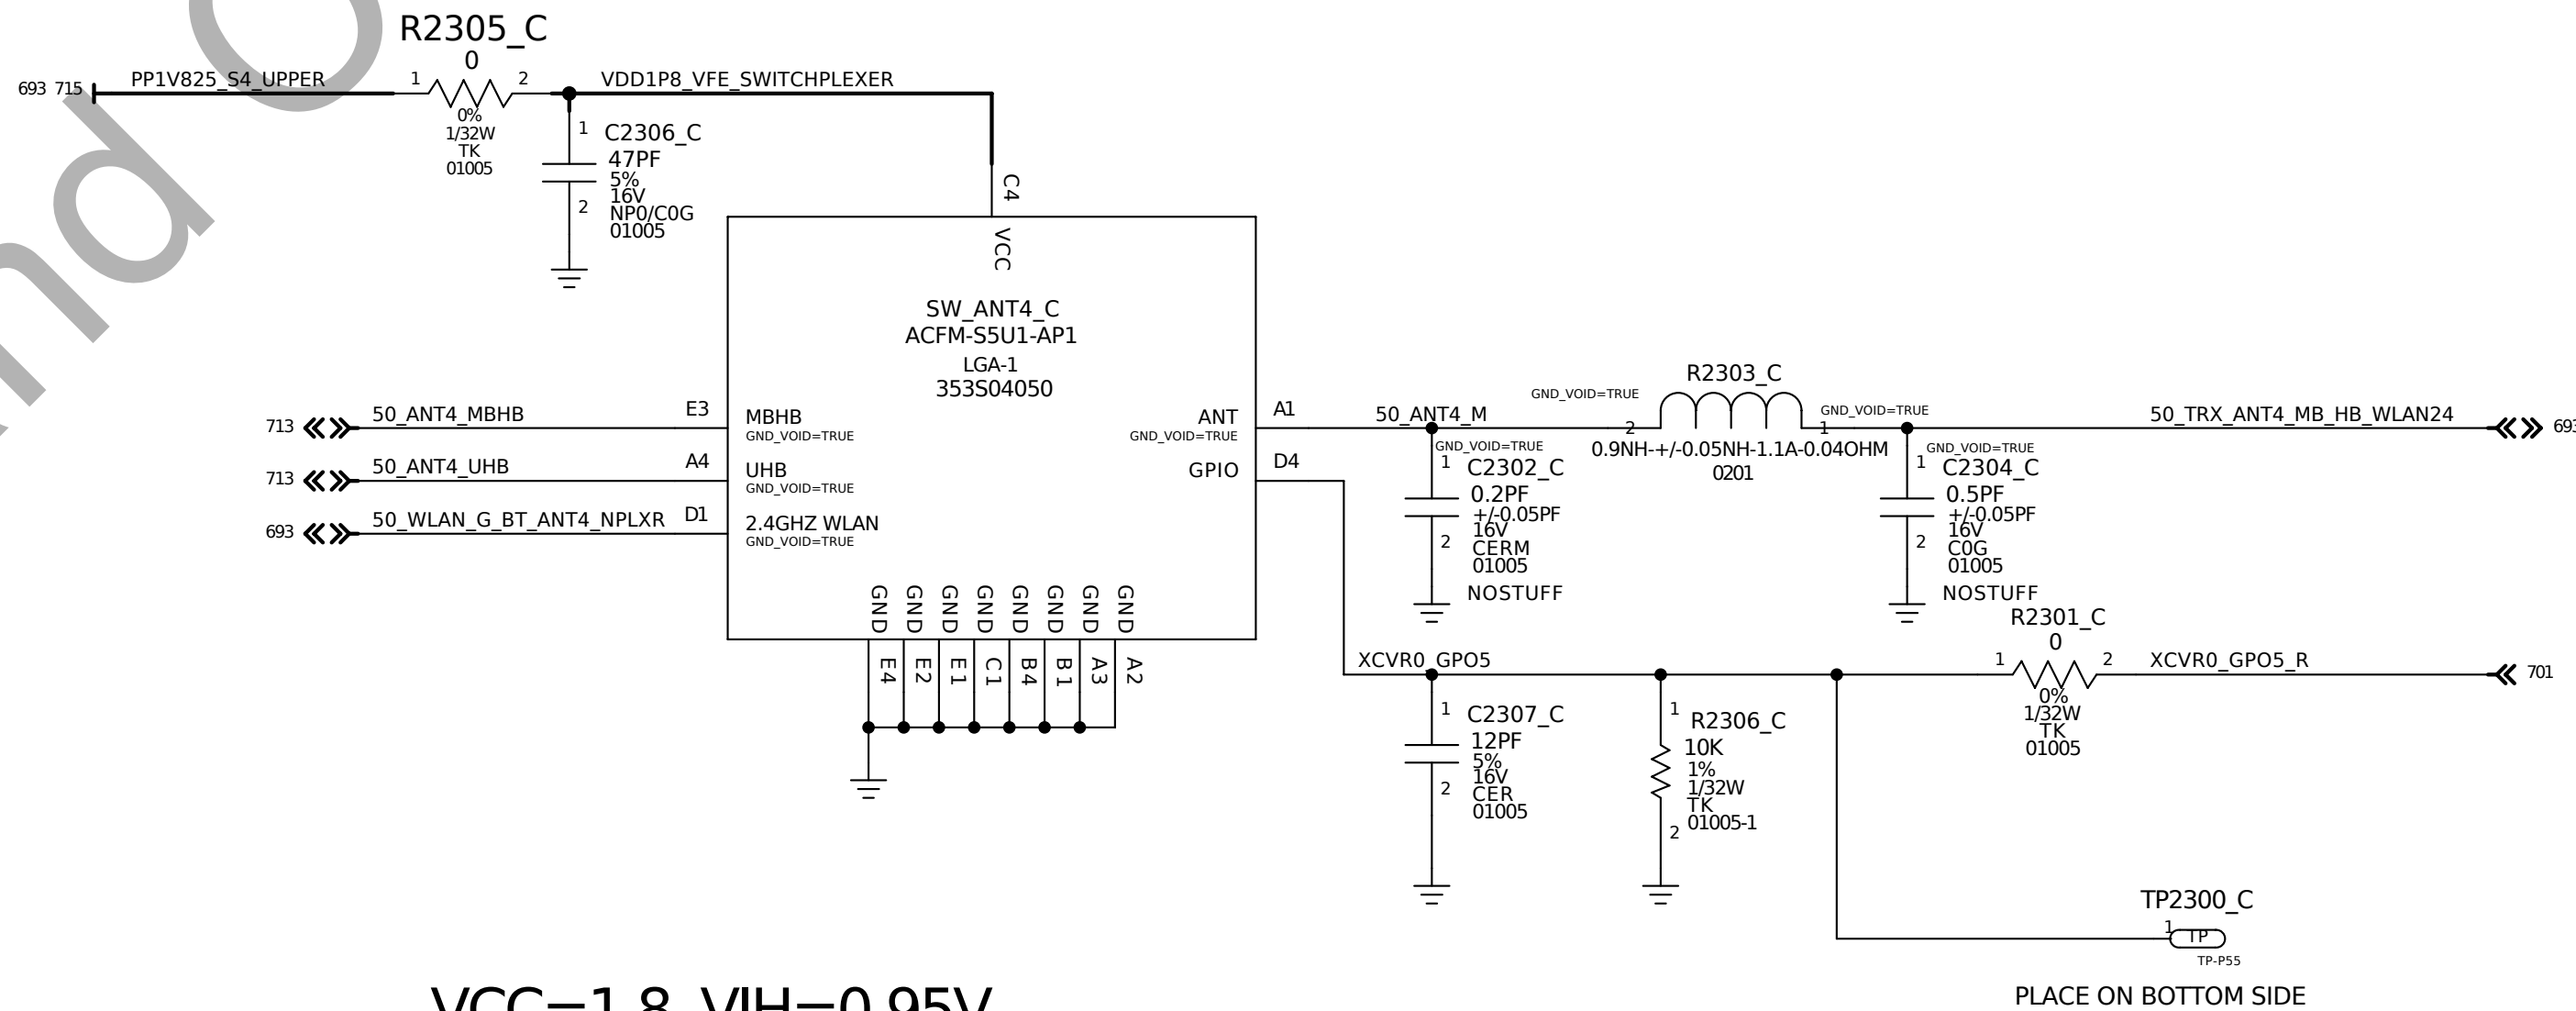 R2305_C
0
693 715
PP1V825_S4_UPPER
1
2
VDD1P8_VFE_SWITCHPLEXER
0%
1/32W
TK
01005
1
C2306_C
47PF
5%
16V
2
NP0/C0G
01005
C4
VCC
SW_ANT4_C
ACFM-S5U1-AP1
LGA-1
353S04050
713
50_ANT4_MBHB
E3
MBHB
GND_VOID=TRUE
713
50_ANT4_UHB
A4
UHB
GND_VOID=TRUE
693
50_WLAN_G_BT_ANT4_NPLXR
D1
2.4GHZ WLAN
GND_VOID=TRUE
ANT
GND_VOID=TRUE
A1
GPIO
D4
GND
GND
GND
GND
GND
GND
GND
GND
E4
E2
E1
C1
B4
B1
A3
A2
50_ANT4_M
GND_VOID=TRUE
R2303_C
GND_VOID=TRUE
2
1
0.9NH-+/-0.05NH-1.1A-0.04OHM
0201
50_TRX_ANT4_MB_HB_WLAN24
693
GND_VOID=TRUE
1
C2302_C
0.2PF
+/-0.05PF
16V
2
CERM
01005
NOSTUFF
GND_VOID=TRUE
1
C2304_C
0.5PF
+/-0.05PF
16V
2
C0G
01005
NOSTUFF
R2301_C
0
XCVR0_GPO5
1
2
XCVR0_GPO5_R
701
0%
1/32W
TK
01005
1
C2307_C
12PF
5%
16V
2
CER
01005
1
R2306_C
10K
1%
1/32W
TK
01005-1
2
TP2300_C
1
TP
TP-P55
PLACE ON BOTTOM SIDE
VCC=1.8, VIH=0.95V